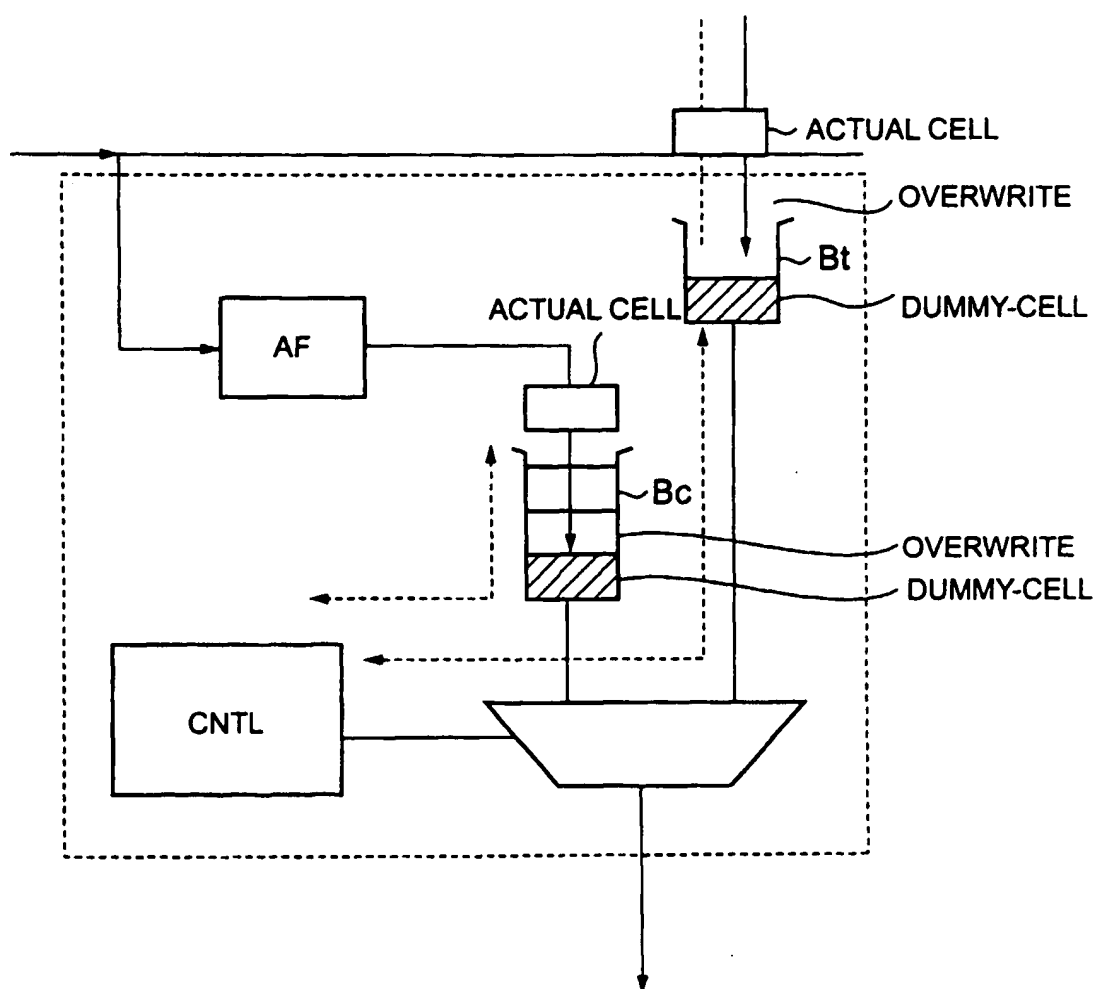 ACTUAL CELL
OVERWRITE
Bt
DUMMY-CELL
ACTUAL CELL
AF
Bc
OVERWRITE
DUMMY-CELL
CNTL